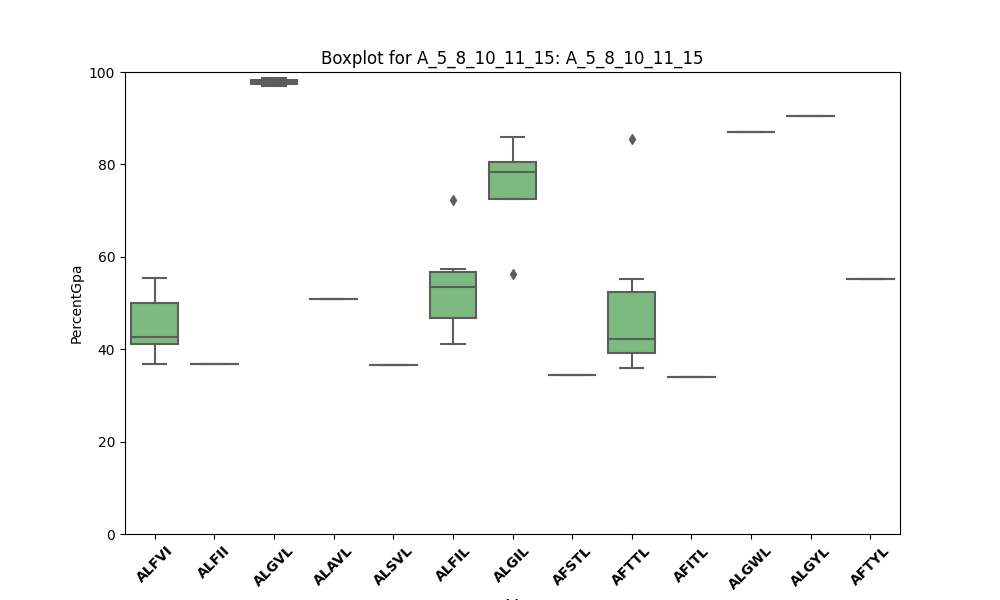 Boxplot for A_5_8_10_11_15: A_5_8_10_11_15
100
80
60
40
20
0
PercentGpa
ALFVI ALFII ALGVL ALAVL ALSVL ALFIL ALGIL AFSTL AFTTL AFITL ALGWL ALGYL AFTYL